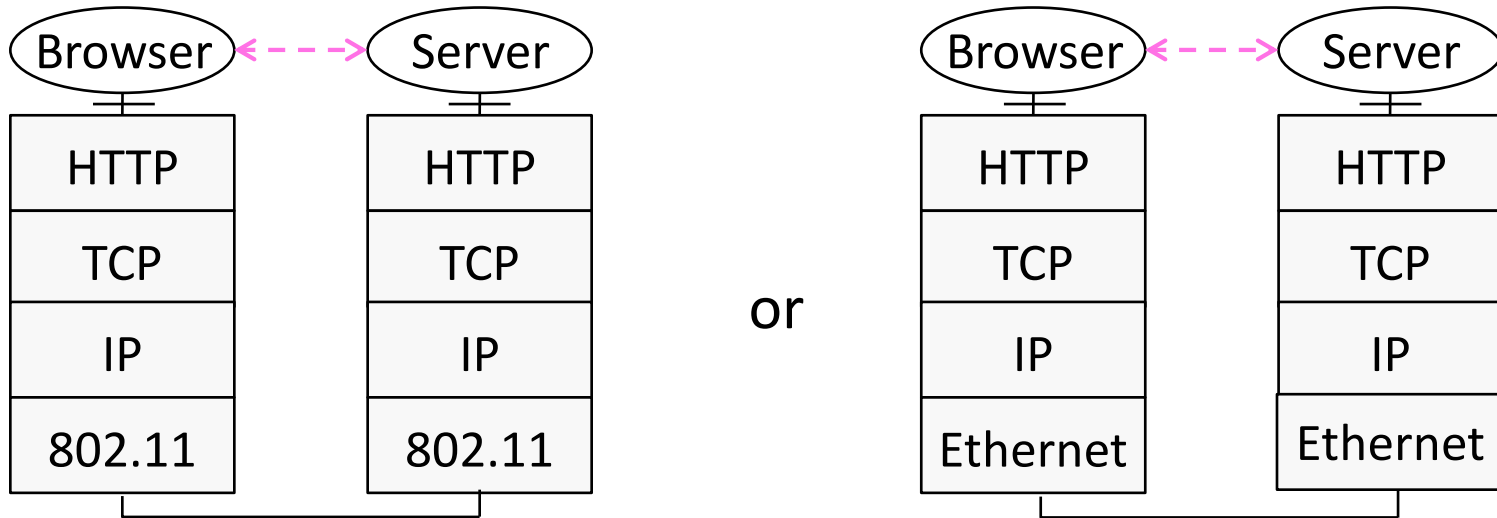 Browser Server Browser Server
HTTP HTTP HTTP HTTP
TCP TCP TCP TCP
or
IP IP IP IP
802.11 802.11 Ethernet Ethernet